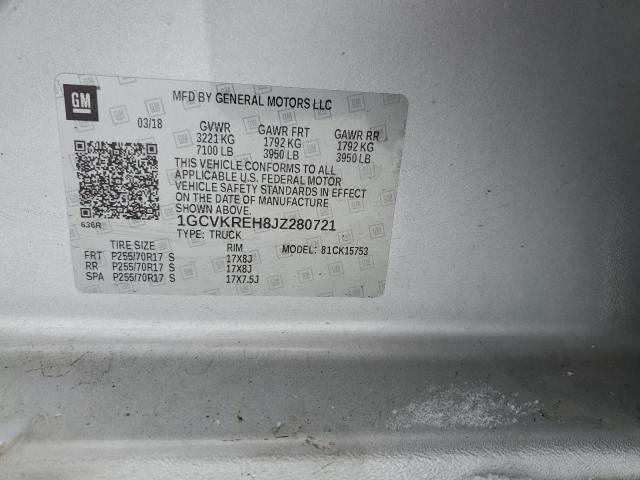 GM
MFD BY GENERAL MOTORS LLC
03/18 GVWR GAWR FRT GAWR RR
3221 KG 1792 KG 1792 KG
7100 LB 3950 LB 3950 LB
THIS VEHICLE CONFORMS TO ALL
APPLICABLE U.S. FEDERAL MOTOR
VEHICLE SAFETY STANDARDS IN EFFECT
ON THE DATE OF MANUFACTURE
SHOWN ABOVE.
636R 1GCVKREH8JZ280721
TYPE: TRUCK
TIRE SIZE RIM MODEL: 81CK15753
FRT P255/70R17 S 17X8J
RR P255/70R17 S 17X8J
SPA P255/70R17 S 17X7.5J